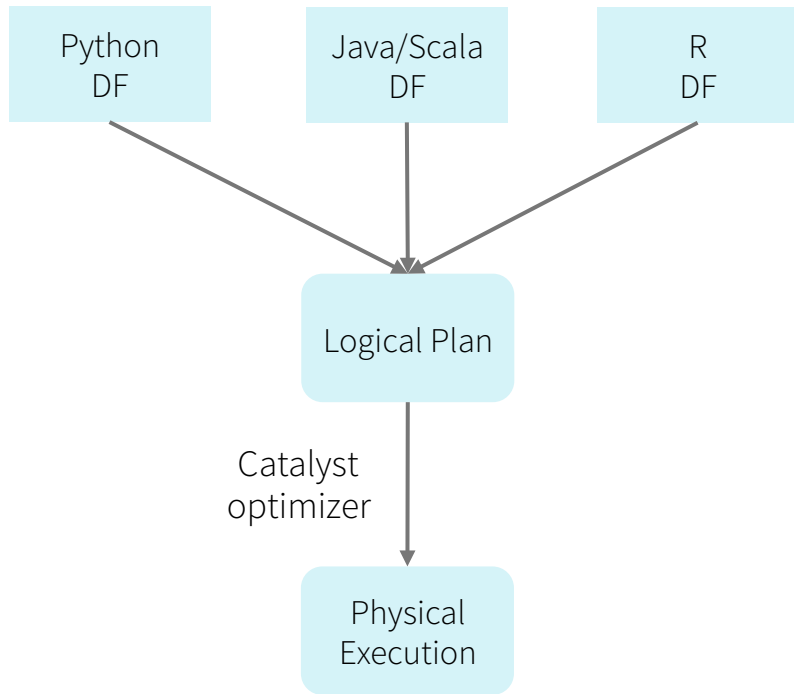 Python
DF
Java/Scala
DF
R
DF
Logical Plan
Catalyst
optimizer
Physical
Execution